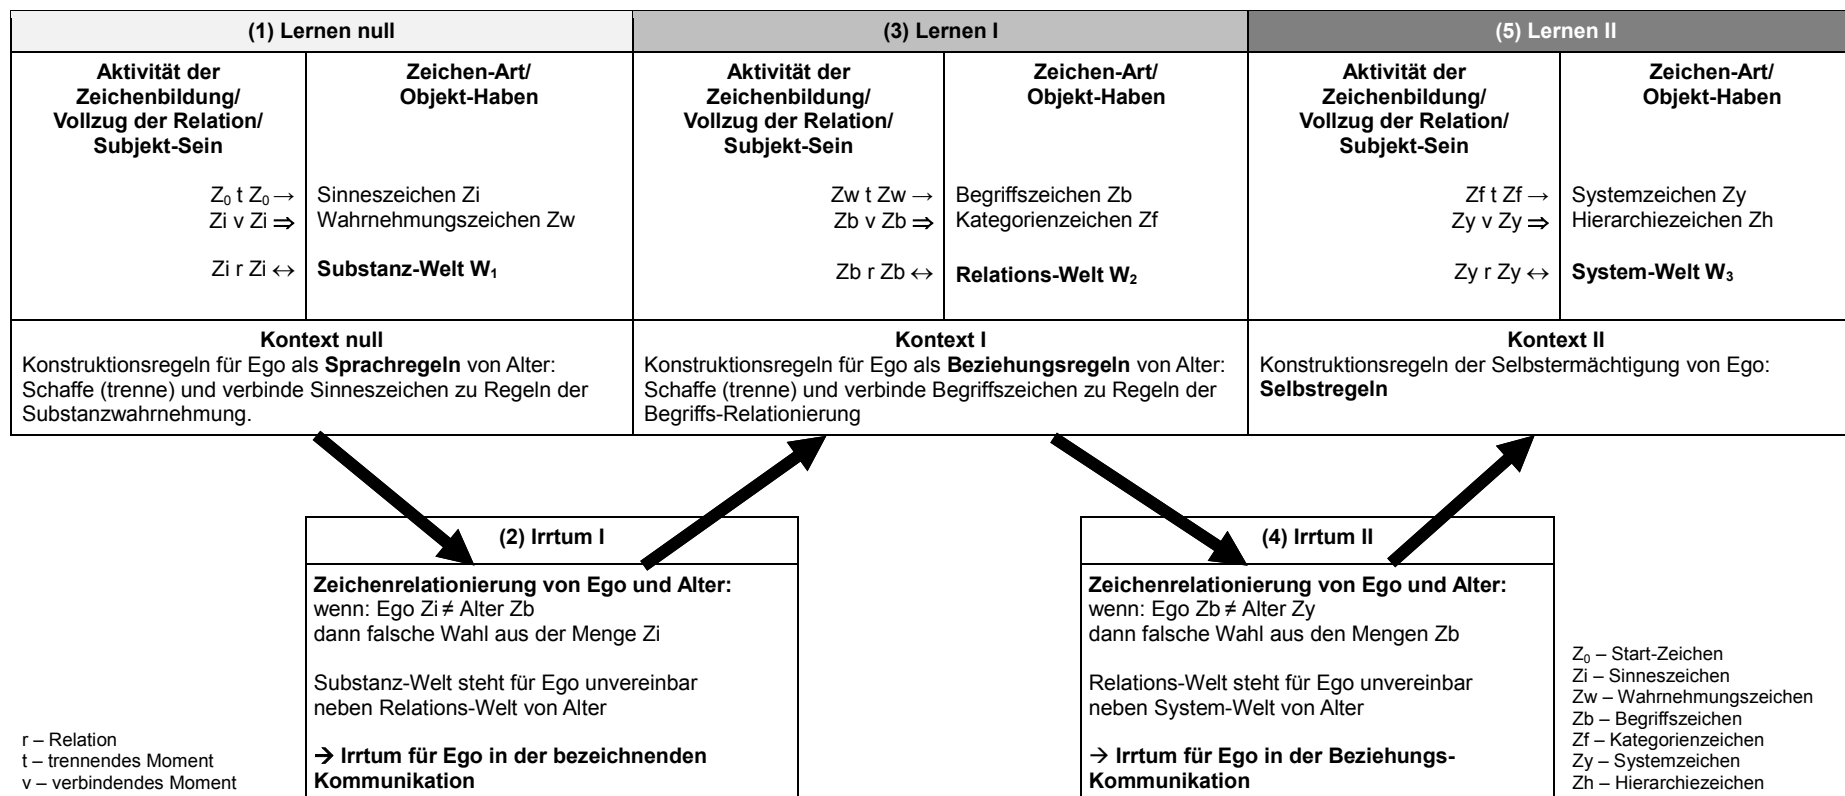 (1) Lernen null
Aktivität der
Zeichenbildung/
Vollzug der Relation/
Subjekt-Sein
Zeichen-Art/
Objekt-Haben
Z₀ t Z₀ → Sinneszeichen Zi
Zi v Zi ⇒ Wahrnehmungszeichen Zw
Zi r Zi ↔ Substanz-Welt W₁
Kontext null
Konstruktionsregeln für Ego als Sprachregeln von Alter:
Schaffe (trenne) und verbinde Sinneszeichen zu Regeln der
Substanzwahrnehmung.
(3) Lernen I
Aktivität der
Zeichenbildung/
Vollzug der Relation/
Subjekt-Sein
Zeichen-Art/
Objekt-Haben
Zw t Zw → Begriffszeichen Zb
Zb v Zb ⇒ Kategorienzeichen Zf
Zb r Zb ↔ Relations-Welt W₂
Kontext I
Konstruktionsregeln für Ego als Beziehungsregeln von Alter:
Schaffe (trenne) und verbinde Begriffszeichen zu Regeln der
Begriffs-Relationierung
(5) Lernen II
Aktivität der
Zeichenbildung/
Vollzug der Relation/
Subjekt-Sein
Zeichen-Art/
Objekt-Haben
Zf t Zf → Systemzeichen Zy
Zy v Zy ⇒ Hierarchiezeichen Zh
Zy r Zy ↔ System-Welt W₃
Kontext II
Konstruktionsregeln der Selbstermächtigung von Ego:
Selbstregeln
(2) Irrtum I
Zeichenrelationierung von Ego und Alter:
wenn: Ego Zi ≠ Alter Zb
dann falsche Wahl aus der Menge Zi
Substanz-Welt steht für Ego unvereinbar
neben Relations-Welt von Alter
→ Irrtum für Ego in der bezeichnenden
Kommunikation
(4) Irrtum II
Zeichenrelationierung von Ego und Alter:
wenn: Ego Zb ≠ Alter Zy
dann falsche Wahl aus den Mengen Zb
Relations-Welt steht für Ego unvereinbar
neben System-Welt von Alter
→ Irrtum für Ego in der Beziehungs-
Kommunikation
r – Relation
t – trennendes Moment
v – verbindendes Moment
Z₀ – Start-Zeichen
Zi – Sinneszeichen
Zw – Wahrnehmungszeichen
Zb – Begriffszeichen
Zf – Kategorienzeichen
Zy – Systemzeichen
Zh – Hierarchiezeichen